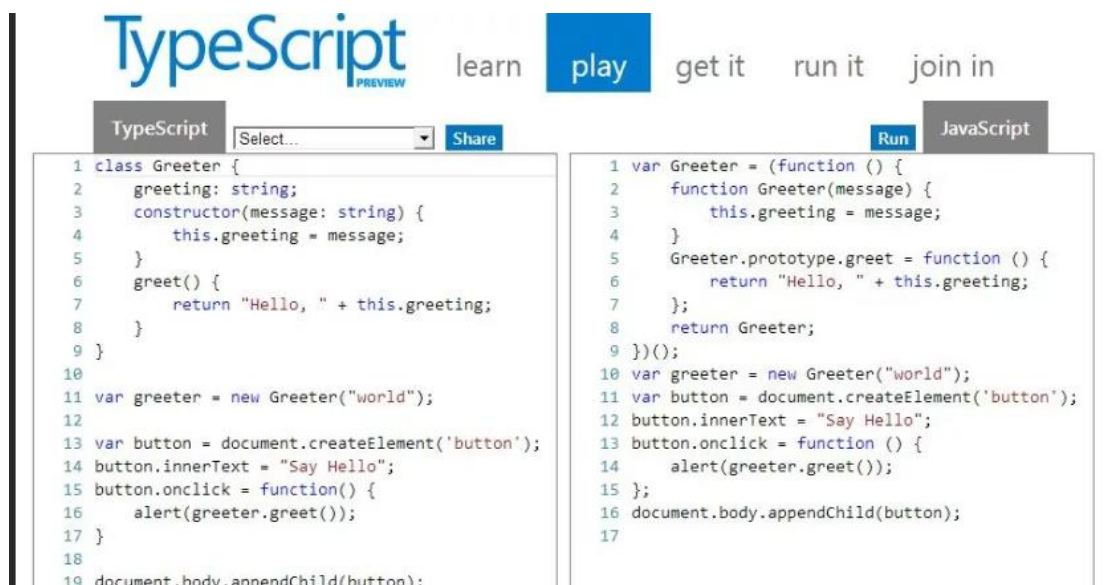 TypeScript
PREVIEW
learn play get it run it join in
TypeScript Select... Share
Run JavaScript
1 class Greeter {
2     greeting: string;
3     constructor(message: string) {
4         this.greeting = message;
5     }
6     greet() {
7         return "Hello, " + this.greeting;
8     }
9 }
10
11 var greeter = new Greeter("world");
12
13 var button = document.createElement('button');
14 button.innerText = "Say Hello";
15 button.onclick = function() {
16     alert(greeter.greet());
17 }
18
19 document.body.appendChild(button);
1 var Greeter = (function () {
2     function Greeter(message) {
3         this.greeting = message;
4     }
5     Greeter.prototype.greet = function () {
6         return "Hello, " + this.greeting;
7     };
8     return Greeter;
9 })();
10 var greeter = new Greeter("world");
11 var button = document.createElement('button');
12 button.innerText = "Say Hello";
13 button.onclick = function () {
14     alert(greeter.greet());
15 };
16 document.body.appendChild(button);
17